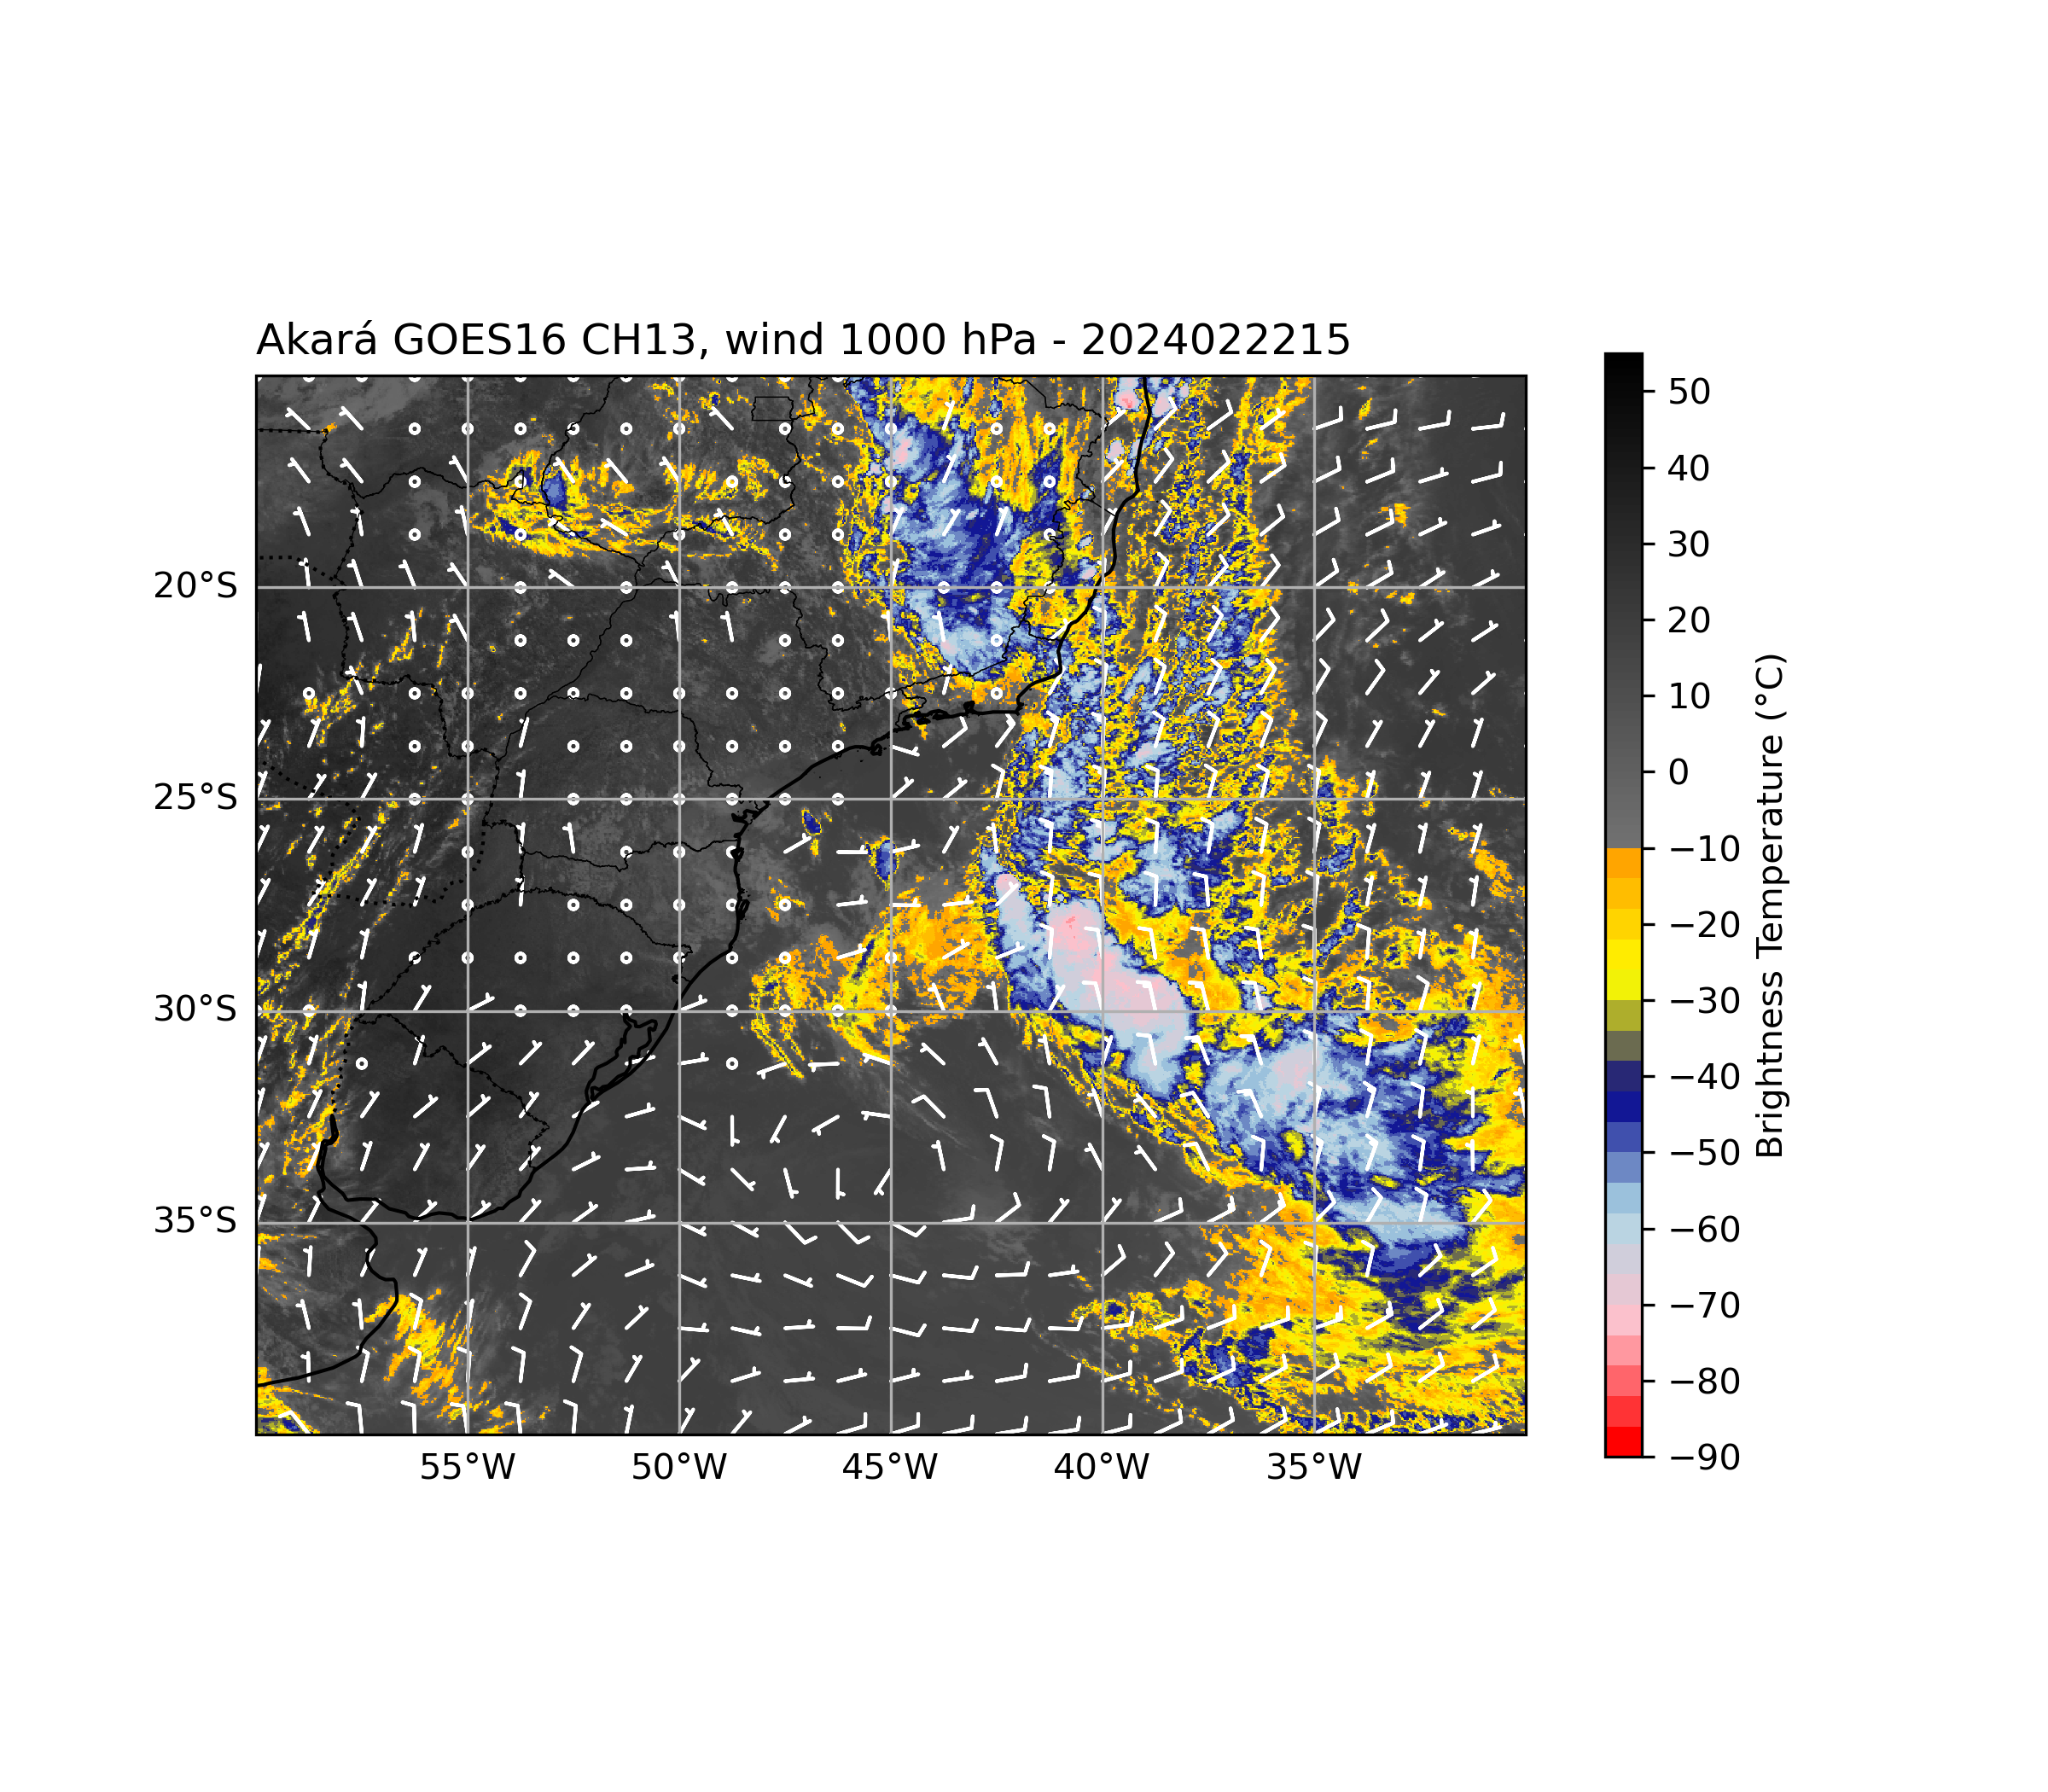 Akará GOES16 CH13, wind 1000 hPa - 2024022215
20°S
25°S
30°S
35°S
55°W
50°W
45°W
40°W
35°W
50
40
30
20
10
0
−10
−20
−30
−40
−50
−60
−70
−80
−90
Brightness Temperature (°C)